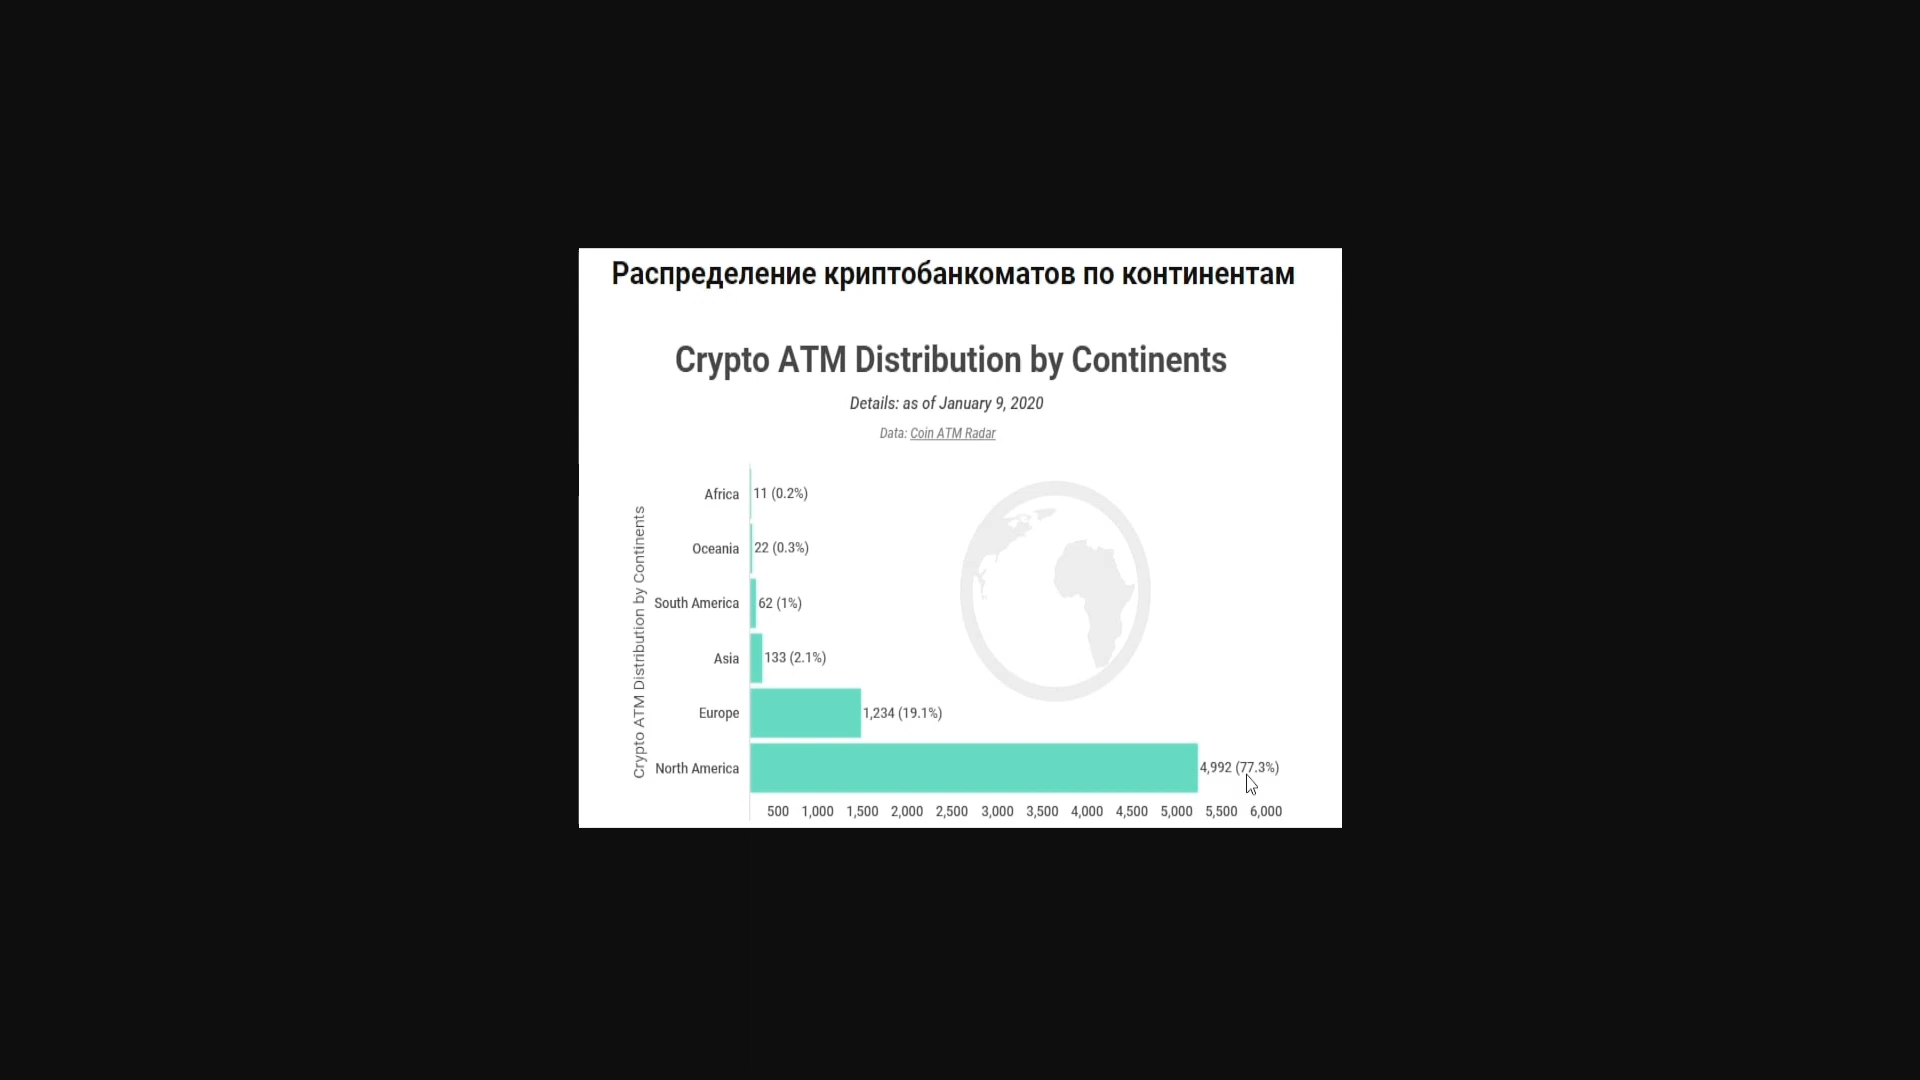 Распределение криптобанкоматов по континентам
Crypto ATM Distribution by Continents
Details: as of January 9, 2020
Data: Coin ATM Radar
Crypto ATM Distribution by Continents
Africa 11 (0.2%)
Oceania 22 (0.3%)
South America 62 (1%)
Asia 133 (2.1%)
Europe 1,234 (19.1%)
North America 4,992 (77.3%)
500 1,000 1,500 2,000 2,500 3,000 3,500 4,000 4,500 5,000 5,500 6,000